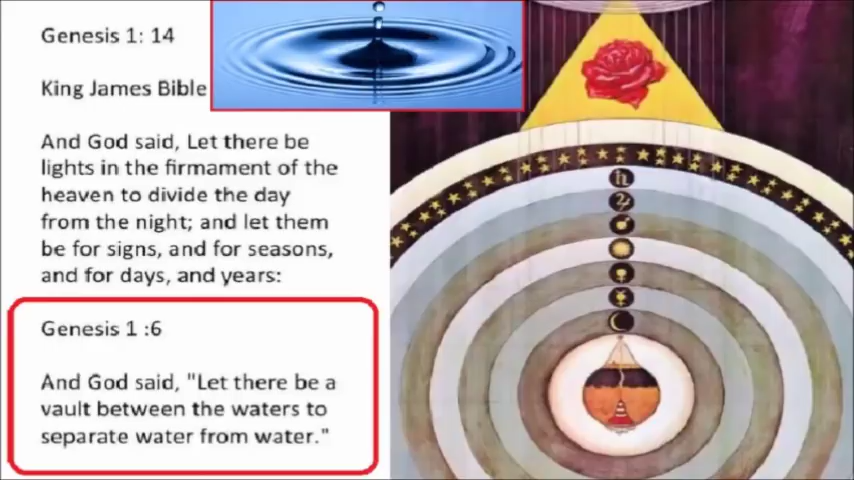 Genesis 1: 14
King James Bible
And God said, Let there be
lights in the firmament of the
heaven to divide the day
from the night; and let them
be for signs, and for seasons,
and for days, and years:
Genesis 1 :6
And God said, "Let there be a
vault between the waters to
separate water from water."